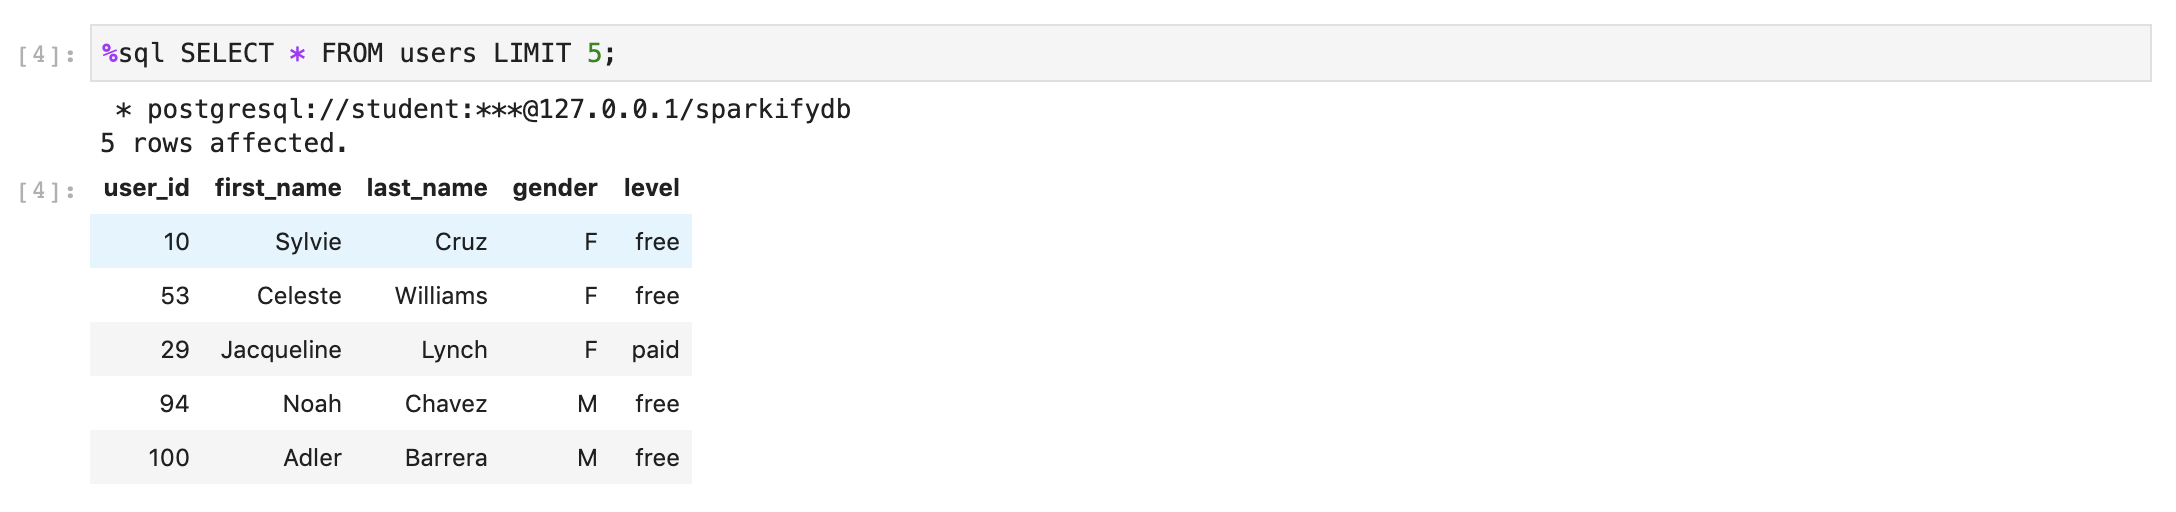 [4]: %sql SELECT * FROM users LIMIT 5;
* postgresql://student:***@127.0.0.1/sparkifydb
5 rows affected.
[4]: user_id first_name last_name gender level
10 Sylvie Cruz F free
53 Celeste Williams F free
29 Jacqueline Lynch F paid
94 Noah Chavez M free
100 Adler Barrera M free